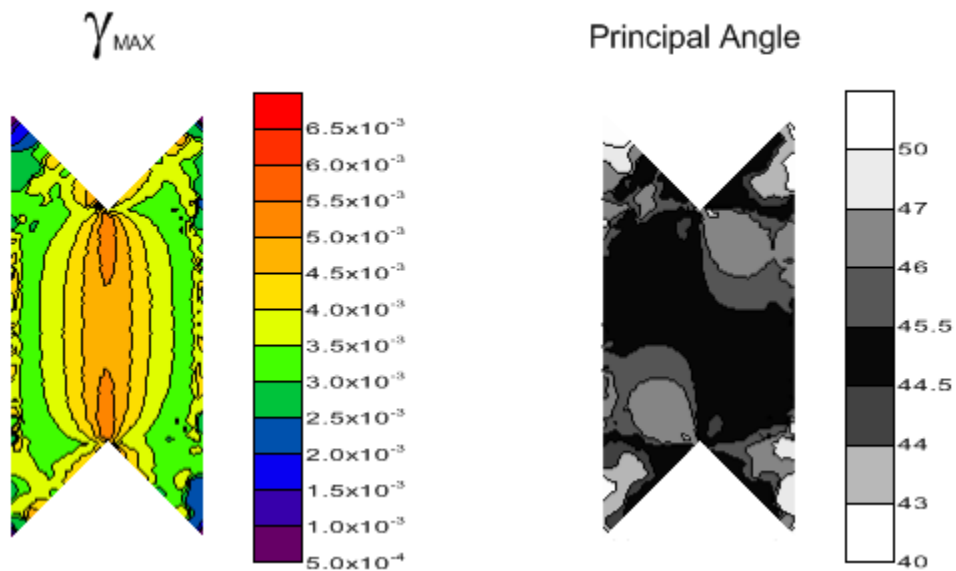 γMAX
Principal Angle
6.5x10⁻³
6.0x10⁻³
5.5x10⁻³
5.0x10⁻³
4.5x10⁻³
4.0x10⁻³
3.5x10⁻³
3.0x10⁻³
2.5x10⁻³
2.0x10⁻³
1.5x10⁻³
1.0x10⁻³
5.0x10⁻⁴
50
47
46
45.5
44.5
44
43
40